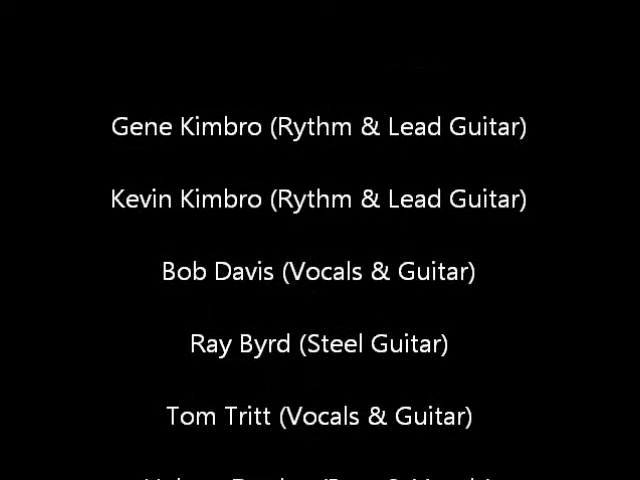 Gene Kimbro (Rythm & Lead Guitar)
Kevin Kimbro (Rythm & Lead Guitar)
Bob Davis (Vocals & Guitar)
Ray Byrd (Steel Guitar)
Tom Tritt (Vocals & Guitar)